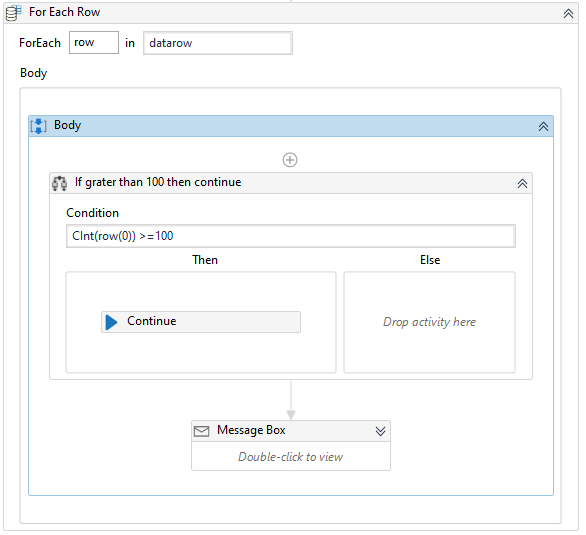 For Each Row
ForEach row in datarow
Body
Body
If grater than 100 then continue
Condition
CInt(row(0)) >=100
Then Else
Continue
Drop activity here
Message Box
Double-click to view